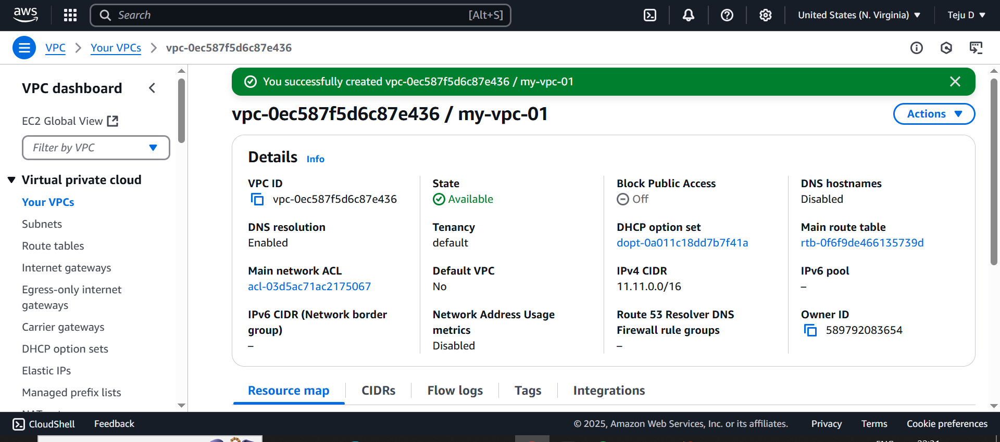 aws
Search [Alt+S]
United States (N. Virginia)
Teju D
VPC
Your VPCs
vpc-0ec587f5d6c87e436
VPC dashboard
EC2 Global View
Filter by VPC
Virtual private cloud
Your VPCs
Subnets
Route tables
Internet gateways
Egress-only internet
gateways
Carrier gateways
DHCP option sets
Elastic IPs
Managed prefix lists
You successfully created vpc-0ec587f5d6c87e436 / my-vpc-01
vpc-0ec587f5d6c87e436 / my-vpc-01
Actions
Details Info
VPC ID
vpc-0ec587f5d6c87e436
State
Available
Block Public Access
Off
DNS hostnames
Disabled
DNS resolution
Enabled
Tenancy
default
DHCP option set
dopt-0a011c18dd7b7f41a
Main route table
rtb-0f6f9de466135739d
Main network ACL
acl-03d5ac71ac2175067
Default VPC
No
IPv4 CIDR
11.11.0.0/16
IPv6 pool
–
IPv6 CIDR (Network border
group)
–
Network Address Usage
metrics
Disabled
Route 53 Resolver DNS
Firewall rule groups
–
Owner ID
589792083654
Resource map
CIDRs
Flow logs
Tags
Integrations
CloudShell
Feedback
© 2025, Amazon Web Services, Inc. or its affiliates.
Privacy
Terms
Cookie preferences